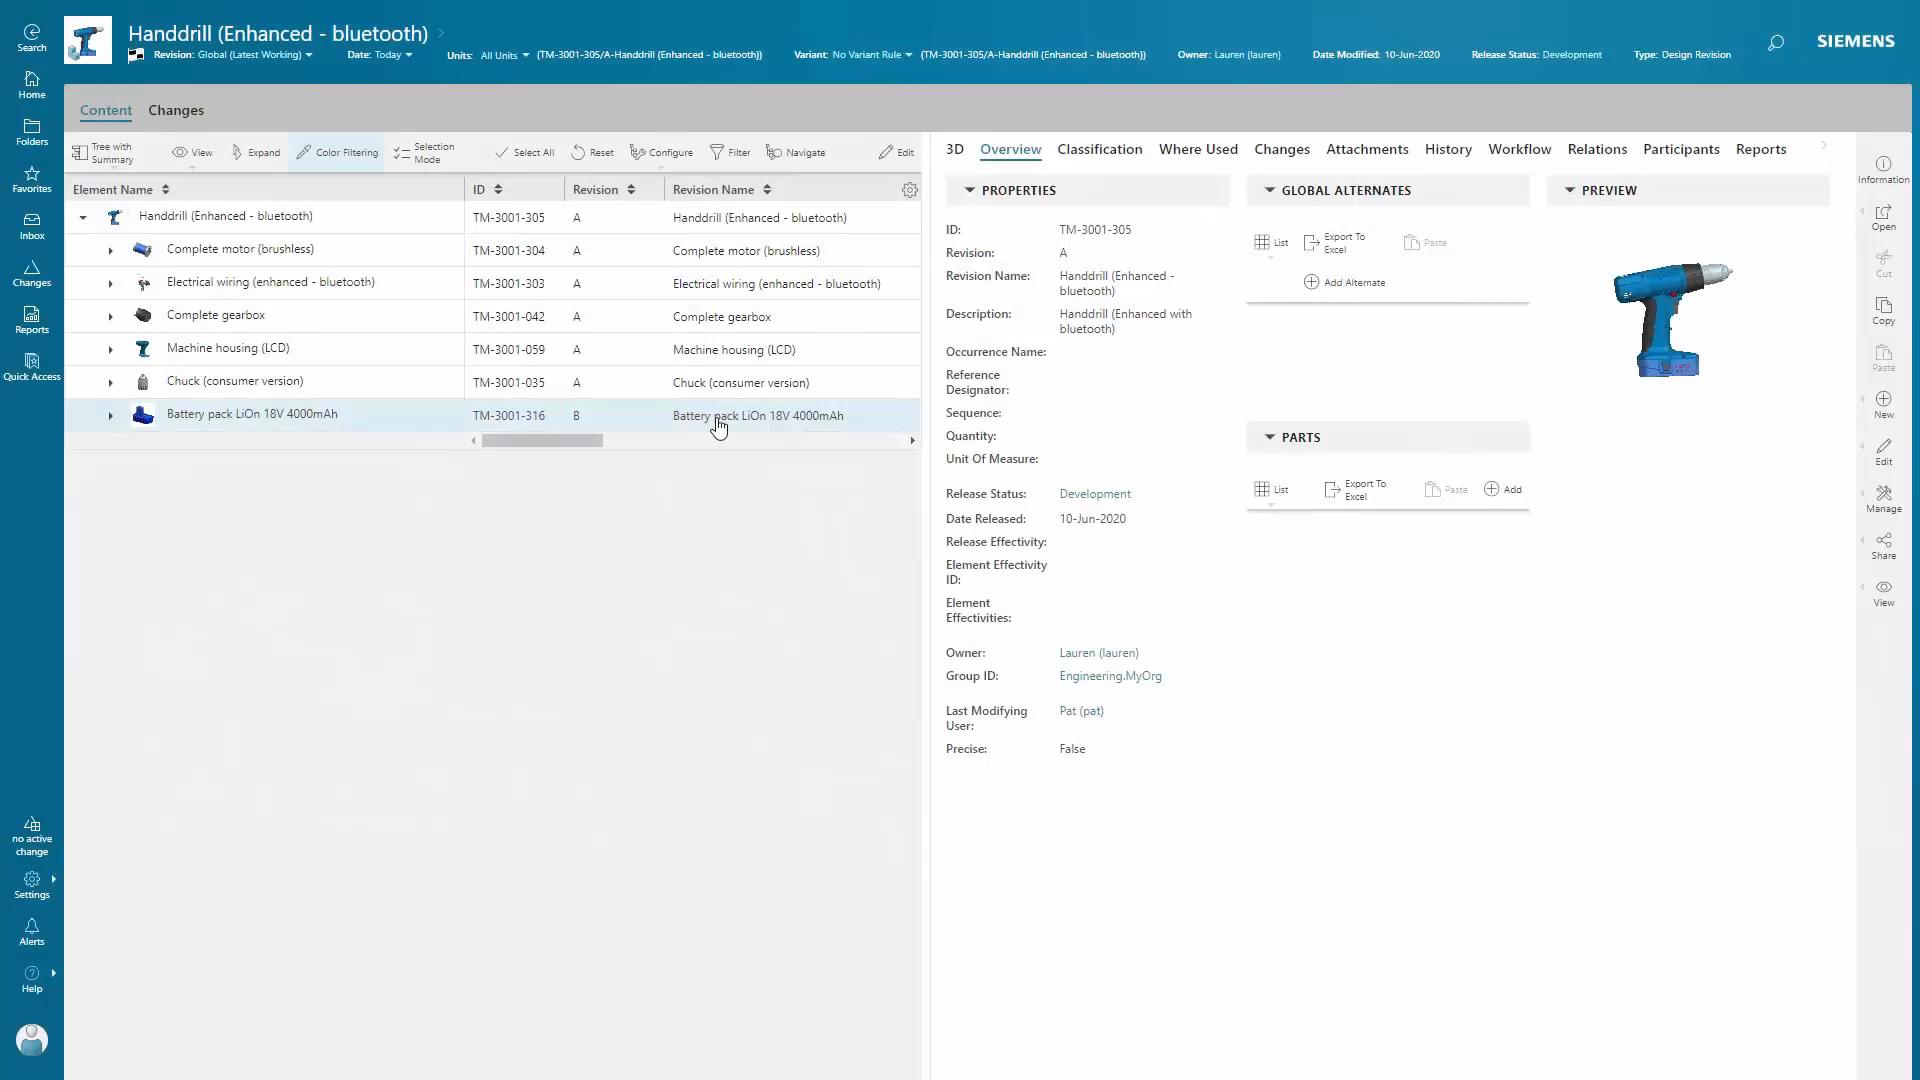 Handdrill (Enhanced - bluetooth)
Revision: Global (Latest Working) Date: Today Units: All Units (TM-3001-305/A-Handdrill (Enhanced - bluetooth)) Variant: No Variant Rule (TM-3001-305/A-Handdrill (Enhanced - bluetooth)) Owner: Lauren (lauren) Date Modified: 10-Jun-2020 Release Status: Development Type: Design Revision
SIEMENS
Search
Home
Folders
Favorites
Inbox
Changes
Reports
Quick Access
no active
change
Settings
Alerts
Help
Content Changes
Tree with
Summary
View
Expand
Color Filtering
Selection
Mode
Select All
Reset
Configure
Filter
Navigate
Edit
Element Name ID Revision Revision Name
Handdrill (Enhanced - bluetooth) TM-3001-305 A Handdrill (Enhanced - bluetooth)
Complete motor (brushless) TM-3001-304 A Complete motor (brushless)
Electrical wiring (enhanced - bluetooth) TM-3001-303 A Electrical wiring (enhanced - bluetooth)
Complete gearbox TM-3001-042 A Complete gearbox
Machine housing (LCD) TM-3001-059 A Machine housing (LCD)
Chuck (consumer version) TM-3001-035 A Chuck (consumer version)
Battery pack LiOn 18V 4000mAh TM-3001-316 B Battery pack LiOn 18V 4000mAh
3D Overview Classification Where Used Changes Attachments History Workflow Relations Participants Reports
PROPERTIES
ID: TM-3001-305
Revision: A
Revision Name: Handdrill (Enhanced -
bluetooth)
Description: Handdrill (Enhanced with
bluetooth)
Occurrence Name:
Reference
Designator:
Sequence:
Quantity:
Unit Of Measure:
Release Status: Development
Date Released: 10-Jun-2020
Release Effectivity:
Element Effectivity
ID:
Element
Effectivities:
Owner: Lauren (lauren)
Group ID: Engineering.MyOrg
Last Modifying
User: Pat (pat)
Precise: False
GLOBAL ALTERNATES
List
Export To
Excel
Paste
Add Alternate
PARTS
List
Export To
Excel
Paste
Add
PREVIEW
Information
Open
Cut
Copy
Paste
New
Edit
Manage
Share
View